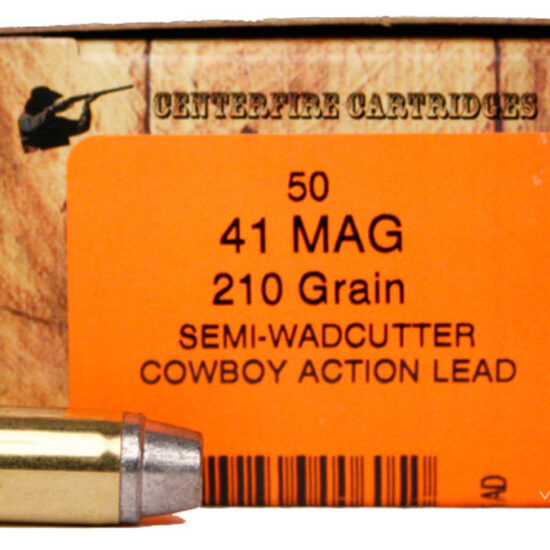 CENTERFIRE CARTRIDGES
50
41 MAG
210 Grain
SEMI-WADCUTTER
COWBOY ACTION LEAD